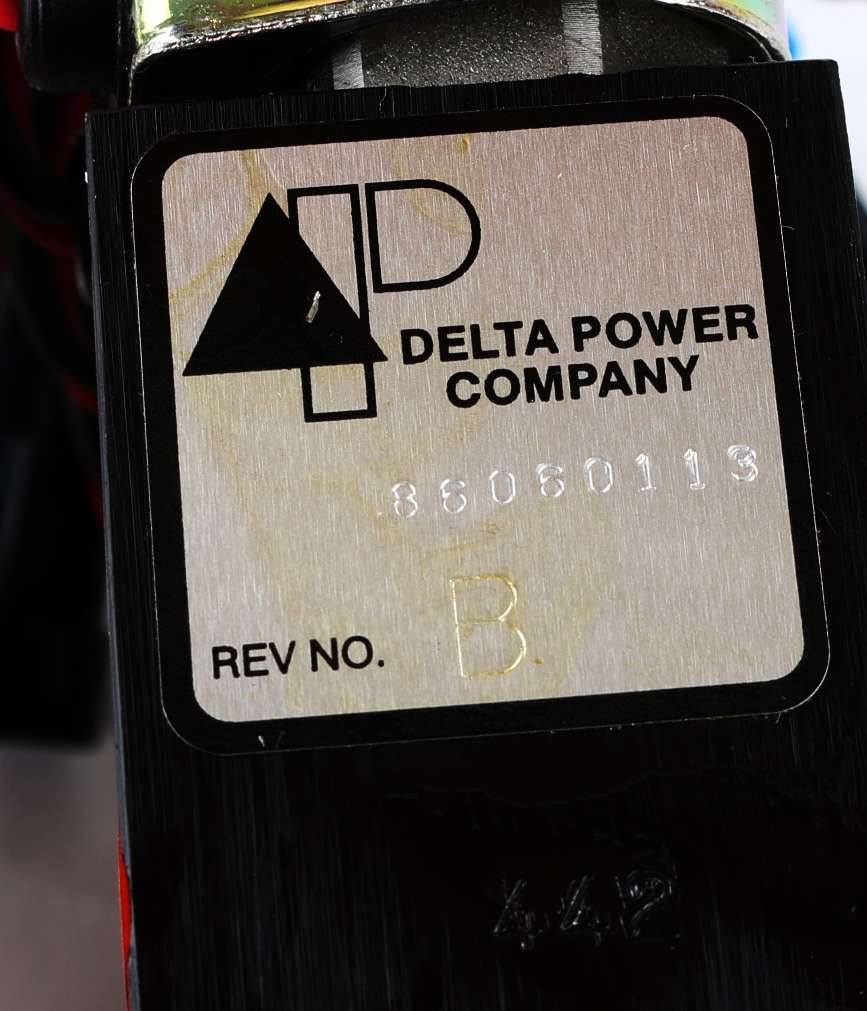 DELTA POWER
COMPANY
86060113
REV NO. B
442